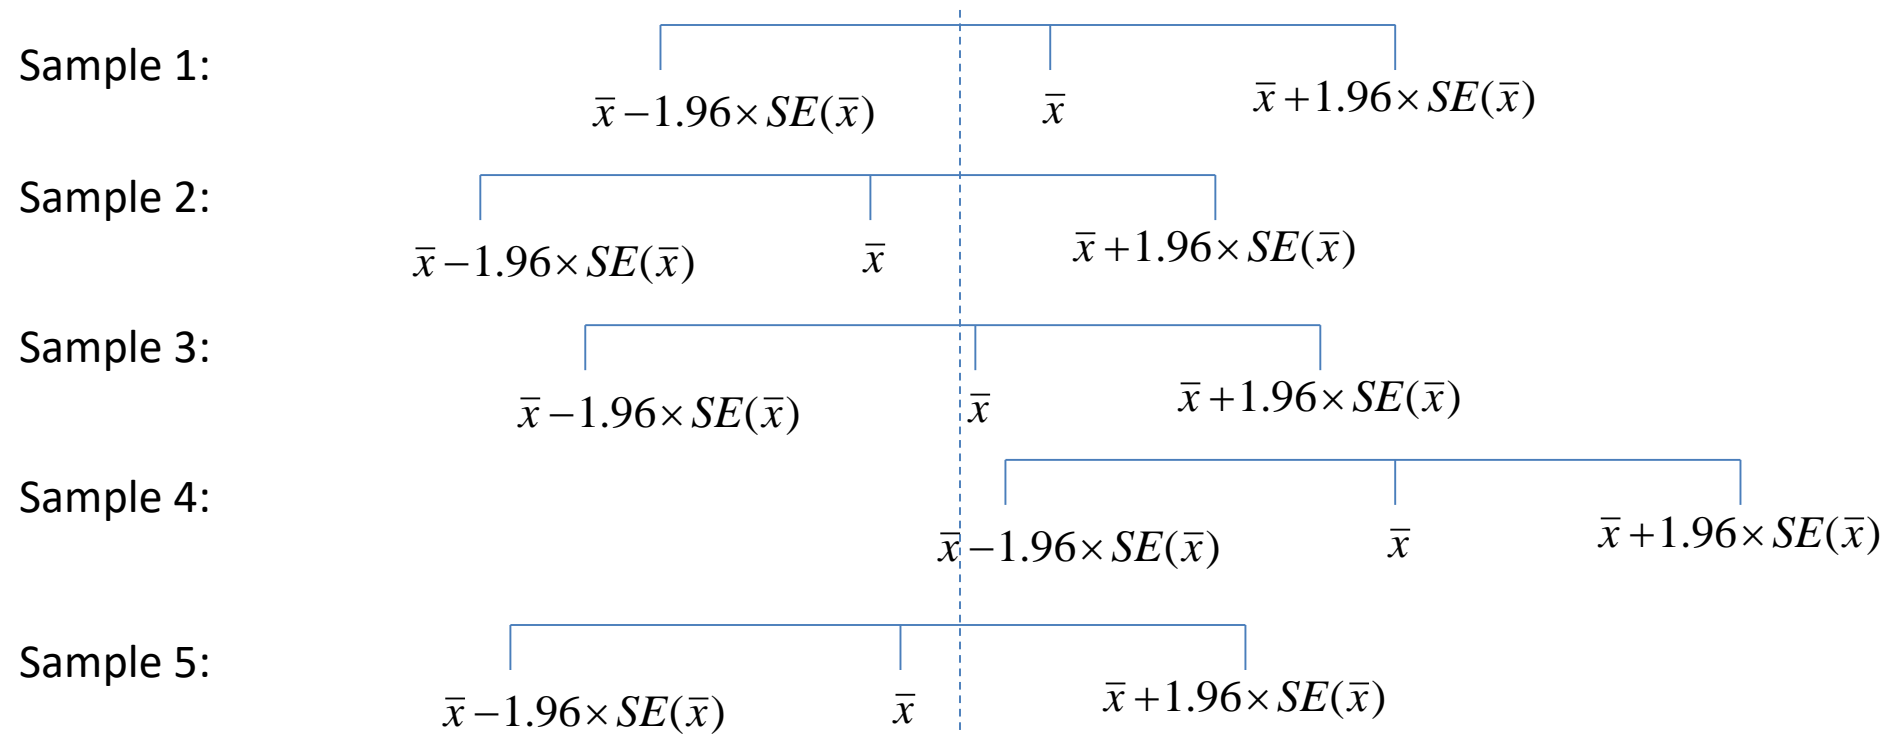 Sample 1:
x̄ −1.96× SE(x̄) x̄ x̄ +1.96× SE(x̄)
Sample 2:
x̄ −1.96× SE(x̄) x̄ x̄ +1.96× SE(x̄)
Sample 3:
x̄ −1.96× SE(x̄) x̄ x̄ +1.96× SE(x̄)
Sample 4:
x̄ −1.96× SE(x̄) x̄ x̄ +1.96× SE(x̄)
Sample 5:
x̄ −1.96× SE(x̄) x̄ x̄ +1.96× SE(x̄)